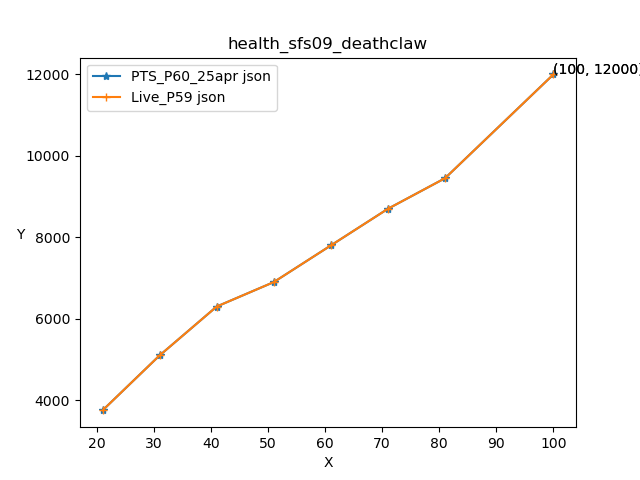 health_sfs09_deathclaw
PTS_P60_25apr json
Live_P59 json
(100, 12000)
12000
10000
8000
6000
4000
Y
20 30 40 50 60 70 80 90 100
X